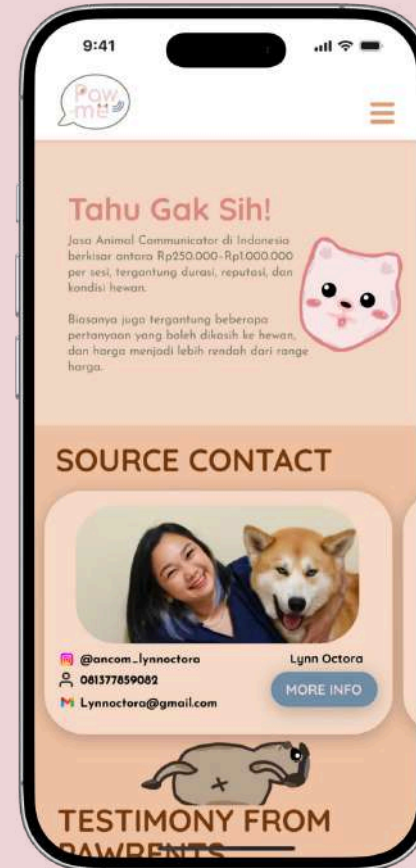 9:41
Paw
me
Tahu Gak Sih!
Jasa Animal Communicator di Indonesia
berkisar antara Rp250.000-Rp1.000.000
per sesi, tergantung durasi, reputasi, dan
kondisi hewan.
Biasanya juga tergantung beberapa
pertanyaan yang boleh dikasih ke hewan,
dan harga menjadi lebih rendah dari range
harga.
SOURCE CONTACT
@ancom_lynnoctora
Lynn Octora
081377859082
MORE INFO
Lynnoctora@gmail.com
TESTIMONY FROM
PAWRENTS